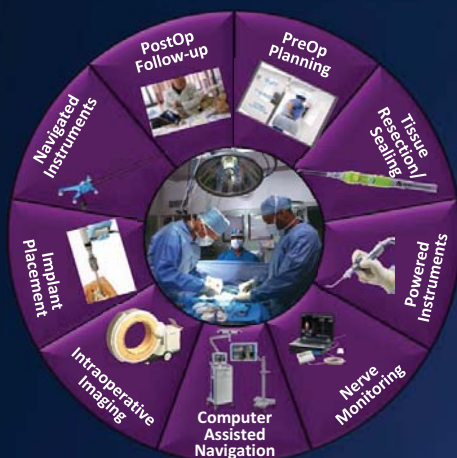 PreOp
Planning
Tissue
Resection/
Sealing
Powered
Instruments
Nerve
Monitoring
Computer
Assisted
Navigation
Intraoperative
Imaging
Implant
Placement
Navigated
Instruments
PostOp
Follow-up